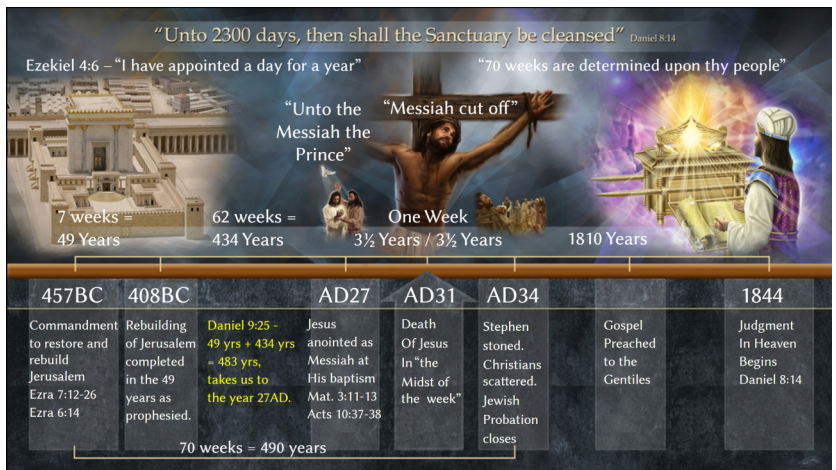 “Unto 2300 days, then shall the Sanctuary be cleansed” Daniel 8:14
Ezekiel 4:6 – “I have appointed a day for a year”
“70 weeks are determined upon thy people”
“Unto the
Messiah the
Prince”
“Messiah cut off”
7 weeks =
49 Years
62 weeks =
434 Years
One Week
3½ Years / 3½ Years
1810 Years
457BC
Commandment
to restore and
rebuild
Jerusalem
Ezra 7:12-26
Ezra 6:14
408BC
Rebuilding
of Jerusalem
completed
in the 49
years as
prophesied.
Daniel 9:25 -
49 yrs + 434 yrs
= 483 yrs,
takes us to
the year 27AD.
AD27
Jesus
anointed as
Messiah at
His baptism
Mat. 3:11-13
Acts 10:37-38
AD31
Death
Of Jesus
In “the
Midst of
the week”
AD34
Stephen
stoned.
Christians
scattered.
Jewish
Probation
closes
Gospel
Preached
to the
Gentiles
1844
Judgment
In Heaven
Begins
Daniel 8:14
70 weeks = 490 years